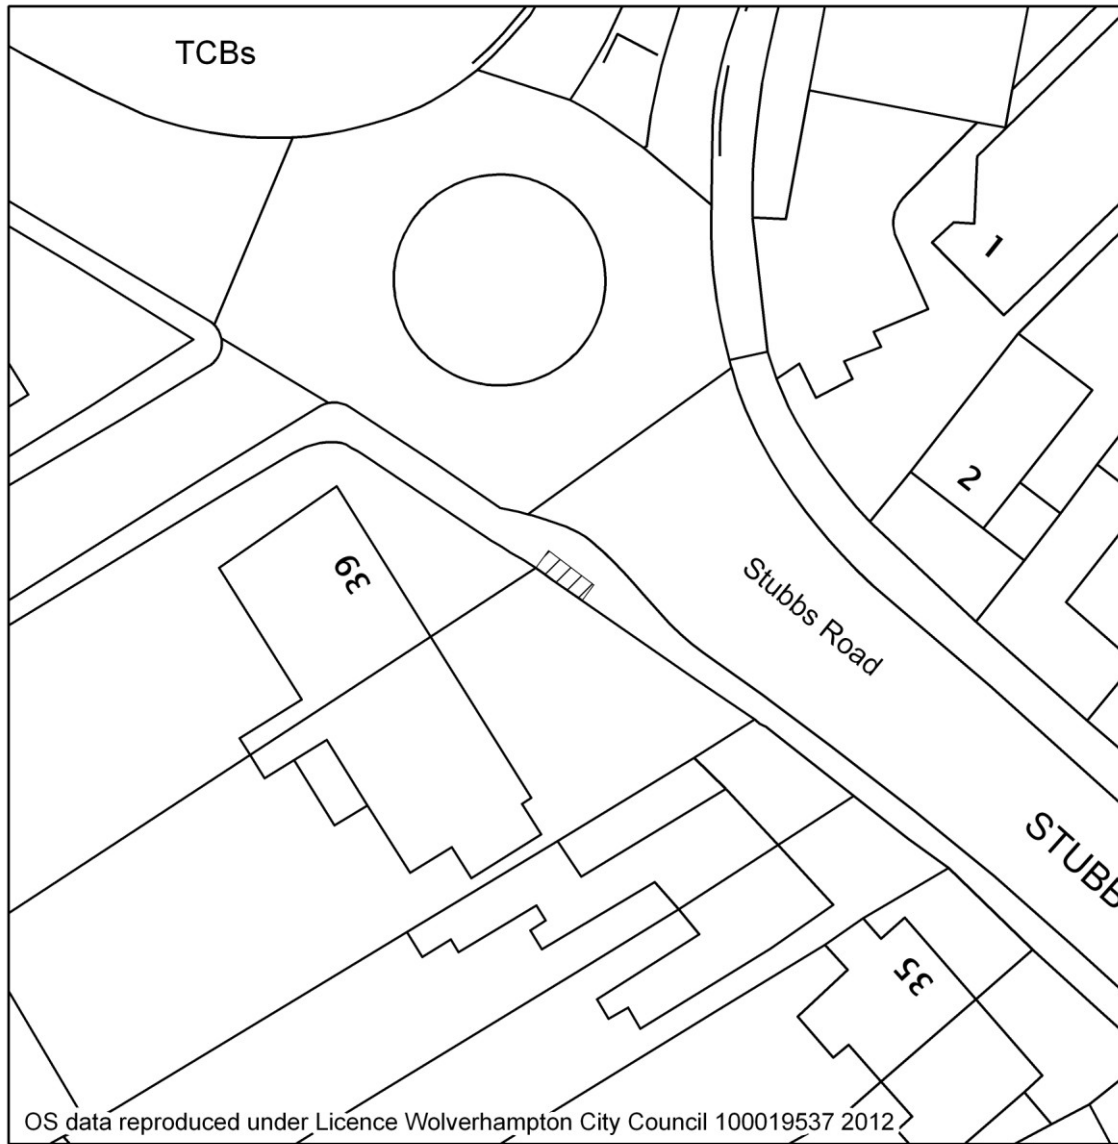 TCBs
1
2
39
Stubbs Road
STUBB
35
OS data reproduced under Licence Wolverhampton City Council 100019537 2012